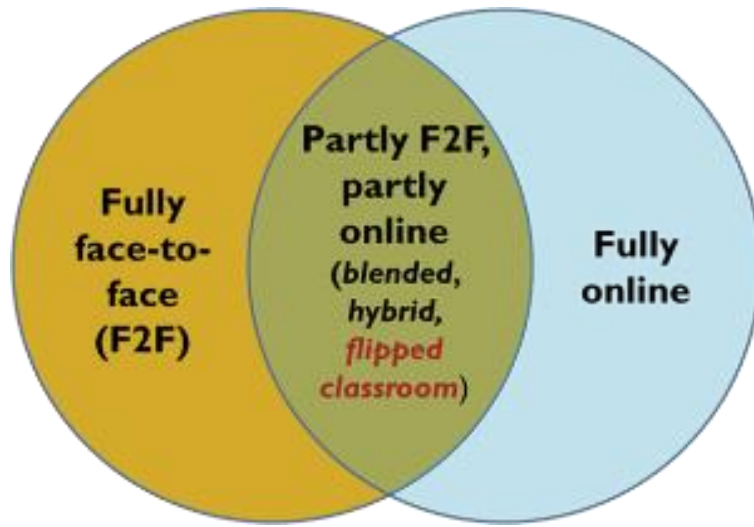 Fully
face-to-
face
(F2F)
Partly F2F,
partly
online
(blended,
hybrid,
flipped
classroom)
Fully
online